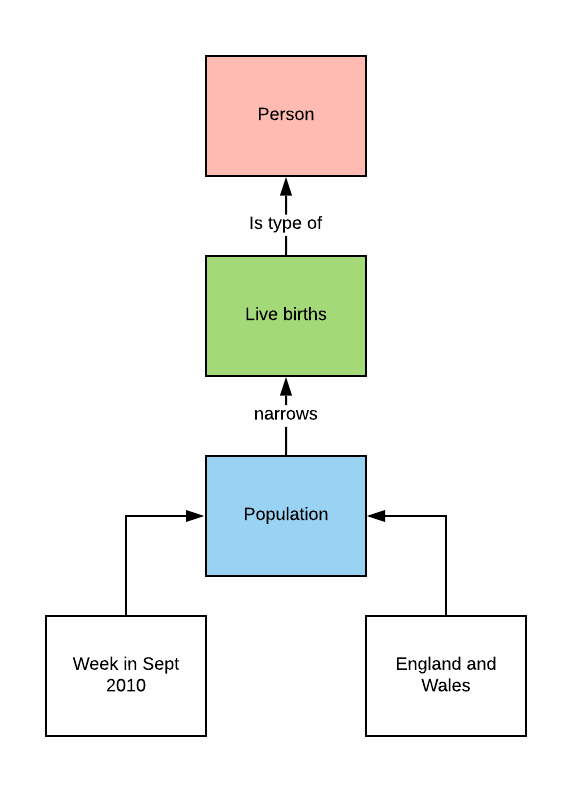 Person
Is type of
Live births
narrows
Population
Week in Sept
2010
England and
Wales